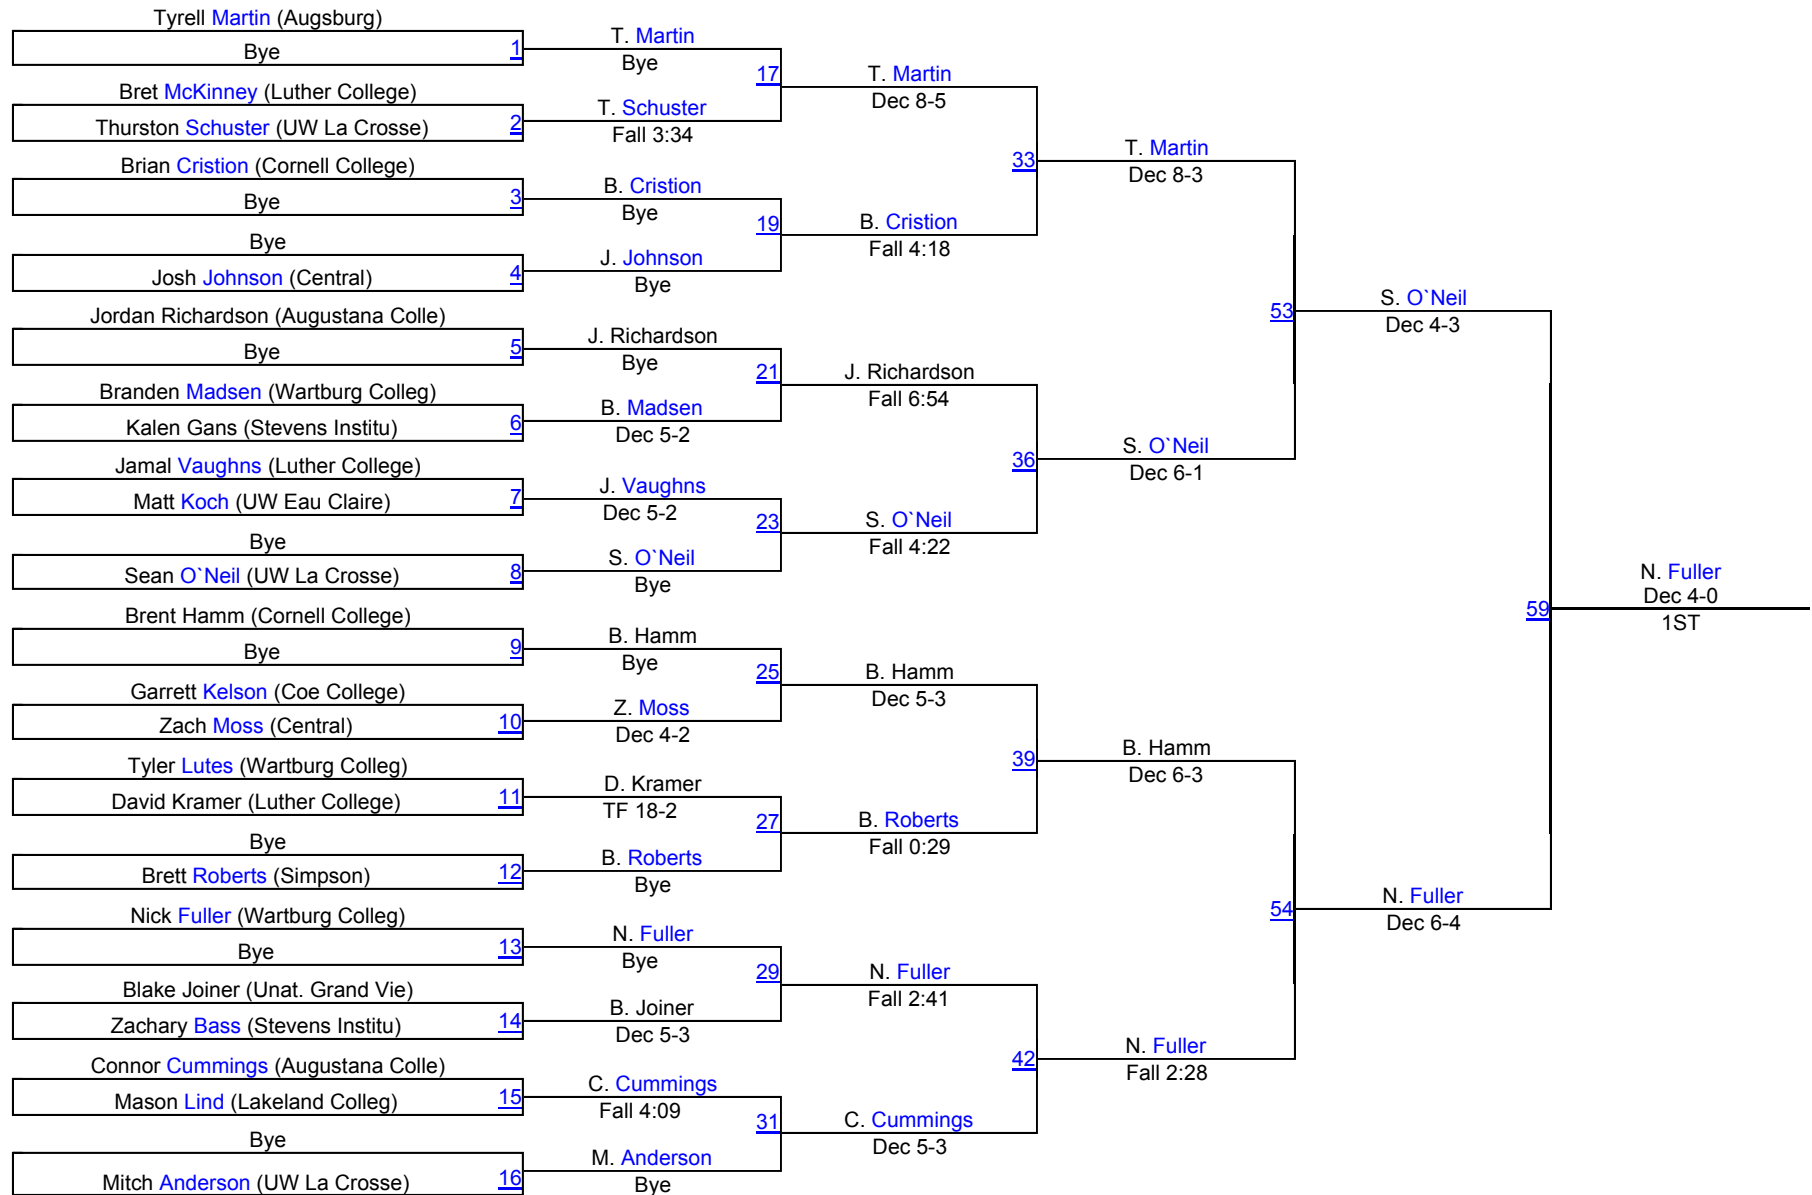 Tyrell Martin (Augsburg)
Bye
1
Bret McKinney (Luther College)
Thurston Schuster (UW La Crosse)
2
Brian Cristion (Cornell College)
Bye
3
Bye
Josh Johnson (Central)
4
Jordan Richardson (Augustana Colle)
Bye
5
Branden Madsen (Wartburg Colleg)
Kalen Gans (Stevens Institu)
6
Jamal Vaughns (Luther College)
Matt Koch (UW Eau Claire)
7
Bye
Sean O`Neil (UW La Crosse)
8
Brent Hamm (Cornell College)
Bye
9
Garrett Kelson (Coe College)
Zach Moss (Central)
10
Tyler Lutes (Wartburg Colleg)
David Kramer (Luther College)
11
Bye
Brett Roberts (Simpson)
12
Nick Fuller (Wartburg Colleg)
Bye
13
Blake Joiner (Unat. Grand Vie)
Zachary Bass (Stevens Institu)
14
Connor Cummings (Augustana Colle)
Mason Lind (Lakeland Colleg)
15
Bye
Mitch Anderson (UW La Crosse)
16
T. Martin
Bye
17
T. Schuster
Fall 3:34
B. Cristion
Bye
19
J. Johnson
Bye
J. Richardson
Bye
21
B. Madsen
Dec 5-2
J. Vaughns
Dec 5-2
23
S. O`Neil
Bye
B. Hamm
Bye
25
Z. Moss
Dec 4-2
D. Kramer
TF 18-2
27
B. Roberts
Bye
N. Fuller
Bye
29
B. Joiner
Dec 5-3
C. Cummings
Fall 4:09
31
M. Anderson
Bye
T. Martin
Dec 8-5
33
B. Cristion
Fall 4:18
J. Richardson
Fall 6:54
36
S. O`Neil
Fall 4:22
B. Hamm
Dec 5-3
39
B. Roberts
Fall 0:29
N. Fuller
Fall 2:41
42
C. Cummings
Dec 5-3
T. Martin
Dec 8-3
53
S. O`Neil
Dec 6-1
B. Hamm
Dec 6-3
54
N. Fuller
Fall 2:28
S. O`Neil
Dec 4-3
59
N. Fuller
Dec 6-4
N. Fuller
Dec 4-0
1ST